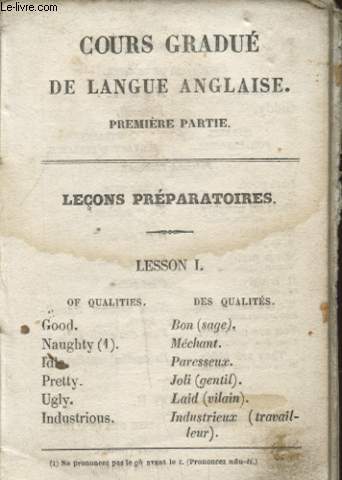 Le-livre.com
COURS GRADUÉ
DE LANGUE ANGLAISE.
PREMIÈRE PARTIE.
LEÇONS PRÉPARATOIRES.
LESSON I.
OF QUALITIES. DES QUALITÉS.
Good. Bon (sage).
Naughty (1). Méchant.
Idle. Paresseux.
Pretty. Joli (gentil).
Ugly. Laid (vilain).
Industrious. Industrieux (travail-
leur).
(1) Ne prononcez pas le gh avant le t. (Prononcez